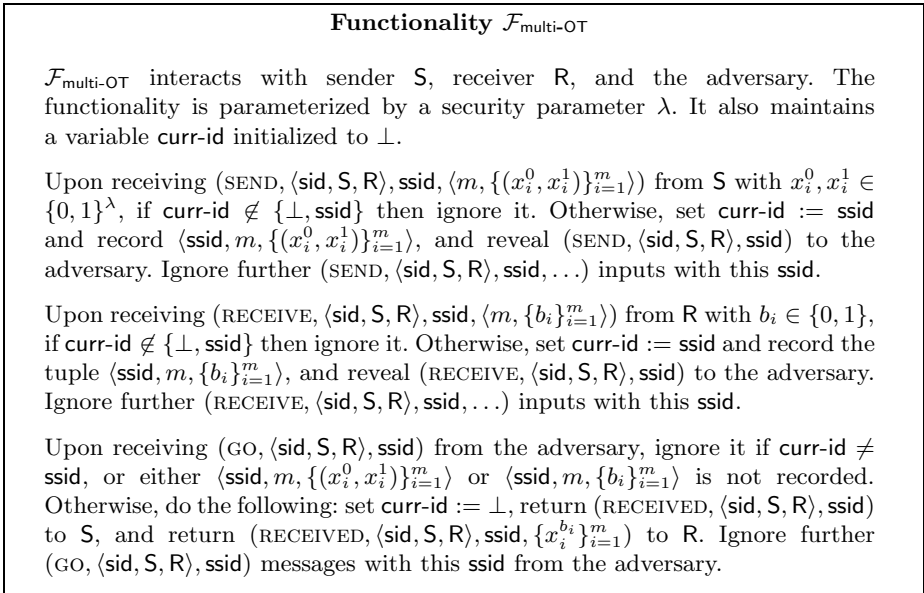 Functionality 𝓕multi-OT
𝓕multi-OT interacts with sender S, receiver R, and the adversary. The
functionality is parameterized by a security parameter λ. It also maintains
a variable curr-id initialized to ⊥.
Upon receiving (SEND, ⟨sid, S, R⟩, ssid, ⟨m, {(x_i^0, x_i^1)}_{i=1}^m⟩) from S with x_i^0, x_i^1 ∈
{0, 1}^λ, if curr-id ∉ {⊥, ssid} then ignore it. Otherwise, set curr-id := ssid
and record ⟨ssid, m, {(x_i^0, x_i^1)}_{i=1}^m⟩, and reveal (SEND, ⟨sid, S, R⟩, ssid) to the
adversary. Ignore further (SEND, ⟨sid, S, R⟩, ssid, . . .) inputs with this ssid.
Upon receiving (RECEIVE, ⟨sid, S, R⟩, ssid, ⟨m, {b_i}_{i=1}^m⟩) from R with b_i ∈ {0, 1},
if curr-id ∉ {⊥, ssid} then ignore it. Otherwise, set curr-id := ssid and record the
tuple ⟨ssid, m, {b_i}_{i=1}^m⟩, and reveal (RECEIVE, ⟨sid, S, R⟩, ssid) to the adversary.
Ignore further (RECEIVE, ⟨sid, S, R⟩, ssid, . . .) inputs with this ssid.
Upon receiving (GO, ⟨sid, S, R⟩, ssid) from the adversary, ignore it if curr-id ≠
ssid, or either ⟨ssid, m, {(x_i^0, x_i^1)}_{i=1}^m⟩ or ⟨ssid, m, {b_i}_{i=1}^m⟩ is not recorded.
Otherwise, do the following: set curr-id := ⊥, return (RECEIVED, ⟨sid, S, R⟩, ssid)
to S, and return (RECEIVED, ⟨sid, S, R⟩, ssid, {x_i^{b_i}}_{i=1}^m) to R. Ignore further
(GO, ⟨sid, S, R⟩, ssid) messages with this ssid from the adversary.